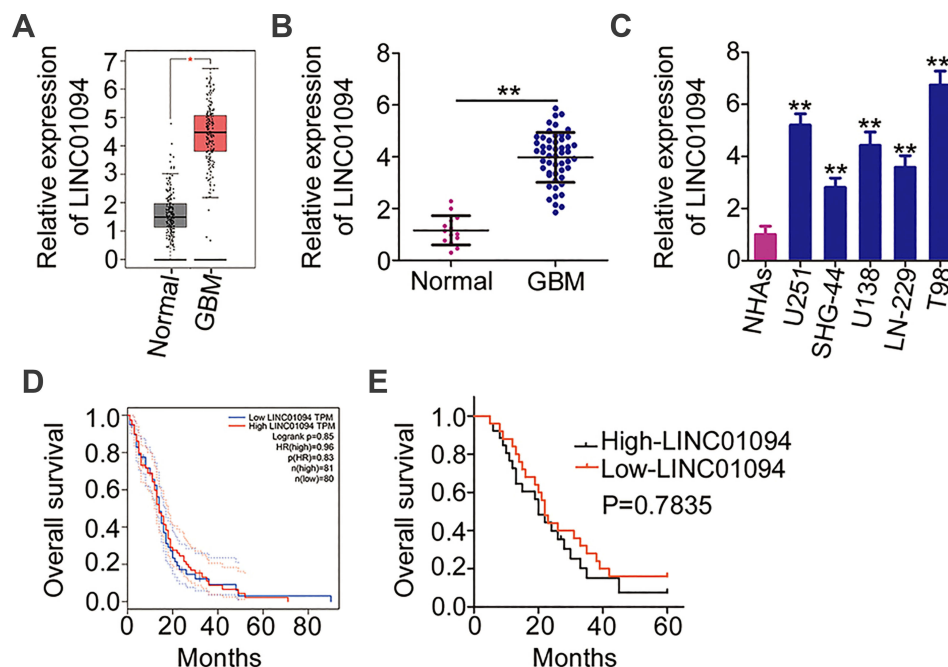 A
Relative expression
of LINC01094
7
6
5
4
3
2
1
0
*
Normal
GBM
B
Relative expression
of LINC01094
8
6
4
2
0
**
Normal
GBM
C
Relative expression
of LINC01094
8
6
4
2
0
**
**
**
**
**
NHAs
U251
SHG-44
U138
LN-229
T98
D
Overall survival
1.0
0.8
0.6
0.4
0.2
0.0
Low LINC01094 TPM
High LINC01094 TPM
Logrank p=0.85
HR(high)=0.96
p(HR)=0.83
n(high)=81
n(low)=80
0 20 40 60 80
Months
E
Overall survival
1.0
0.8
0.6
0.4
0.2
0.0
High-LINC01094
Low-LINC01094
P=0.7835
0 20 40 60
Months